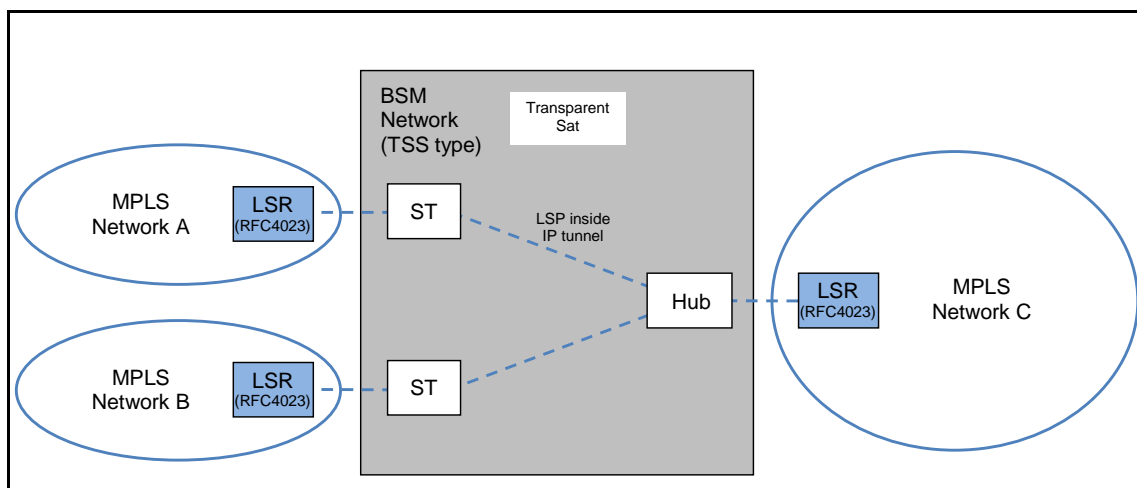 BSM
Network
(TSS type)
Transparent
Sat
MPLS
Network A
LSR
(RFC4023)
ST
LSP inside
IP tunnel
Hub
LSR
(RFC4023)
MPLS
Network C
MPLS
Network B
LSR
(RFC4023)
ST